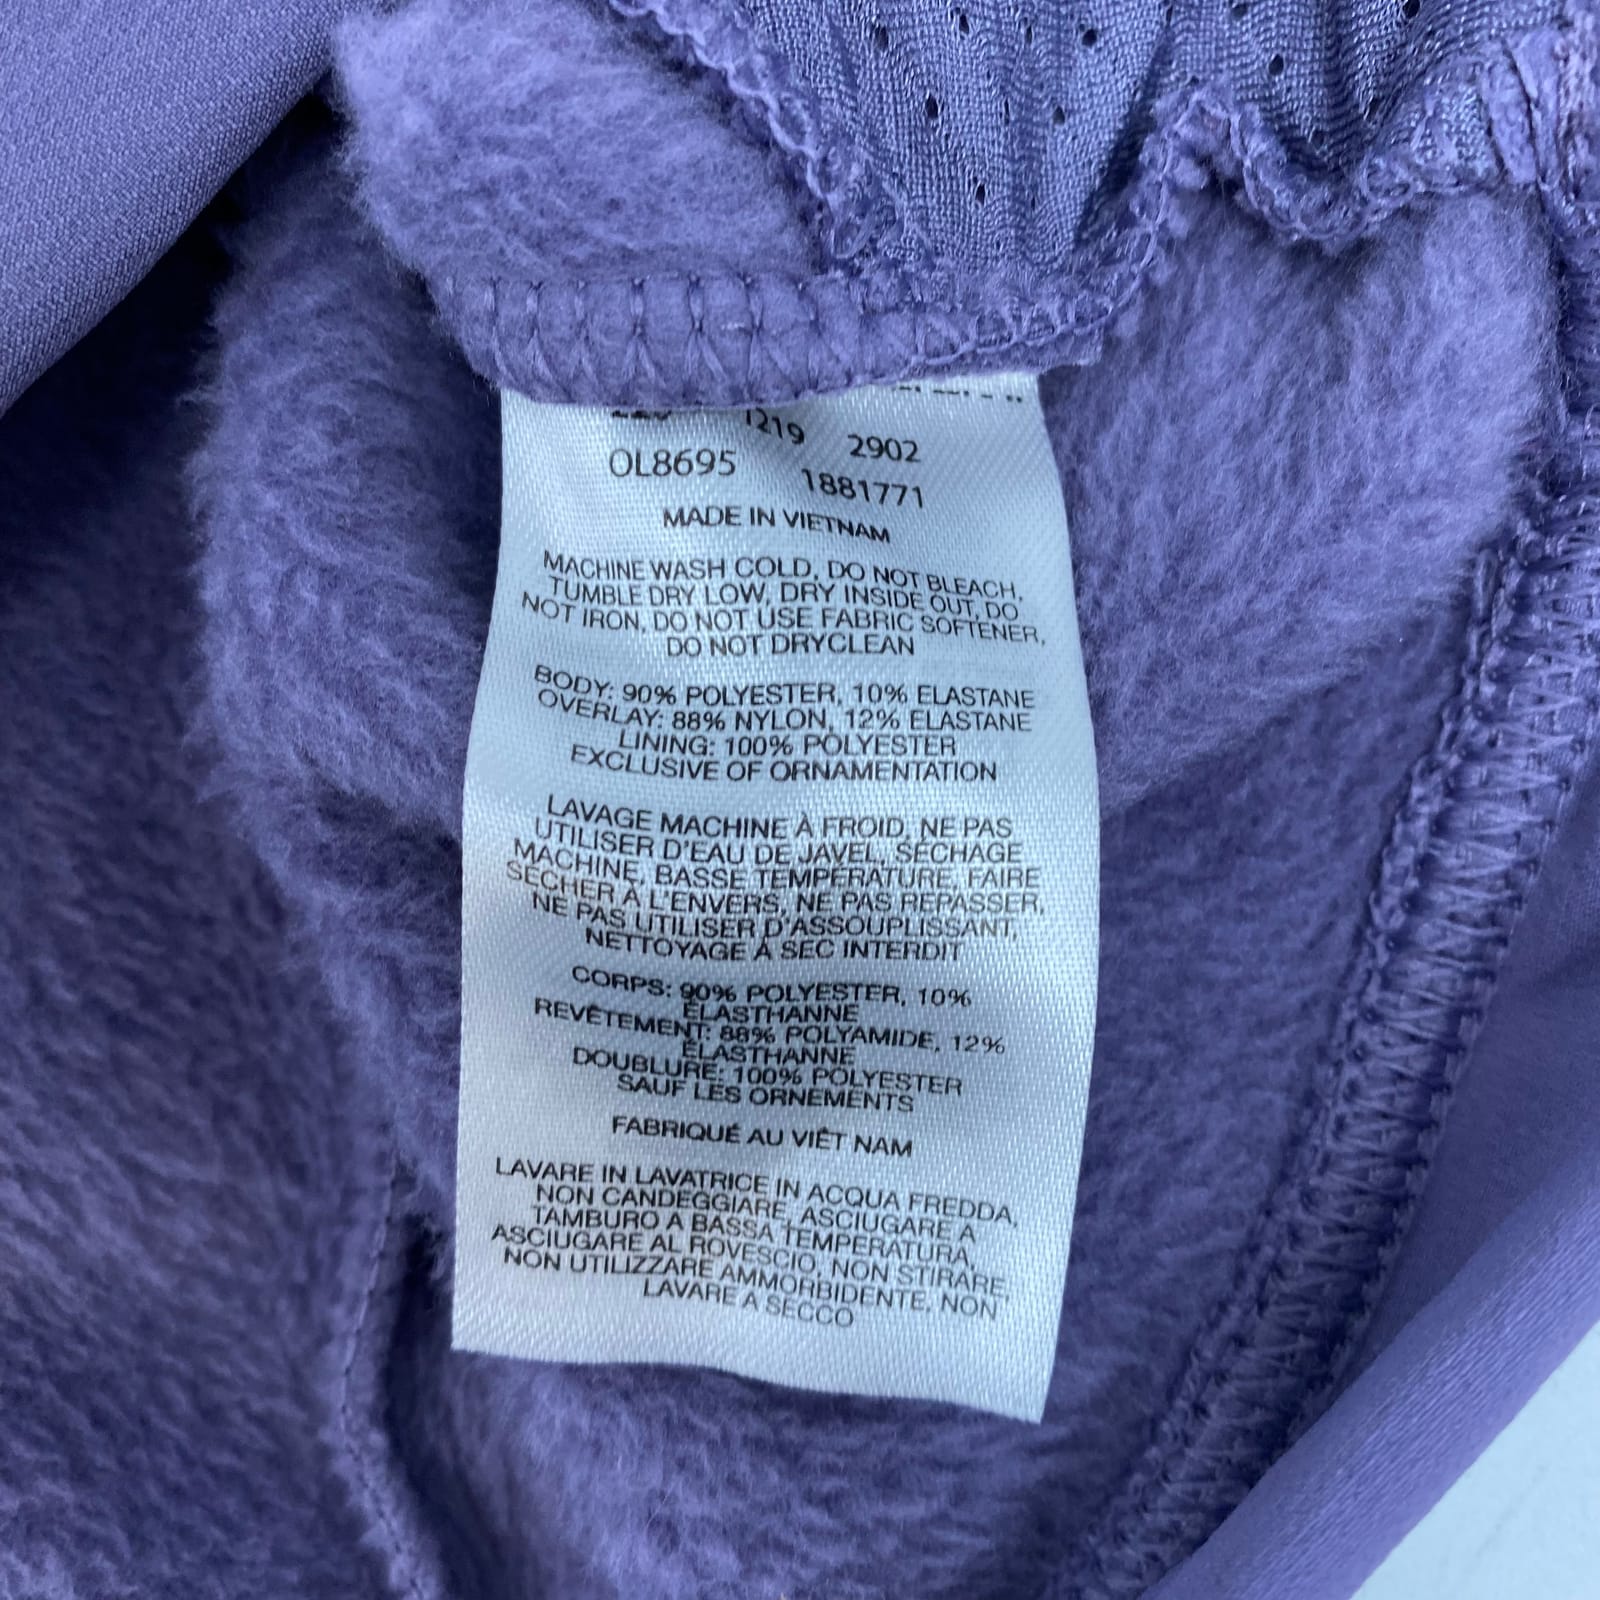 1219 2902
OL8695 1881771
MADE IN VIETNAM
MACHINE WASH COLD, DO NOT BLEACH,
TUMBLE DRY LOW, DRY INSIDE OUT, DO
NOT IRON, DO NOT USE FABRIC SOFTENER,
DO NOT DRYCLEAN
BODY: 90% POLYESTER, 10% ELASTANE
OVERLAY: 88% NYLON, 12% ELASTANE
LINING: 100% POLYESTER
EXCLUSIVE OF ORNAMENTATION
LAVAGE MACHINE À FROID, NE PAS
UTILISER D'EAU DE JAVEL, SÉCHAGE
MACHINE, BASSE TEMPÉRATURE, FAIRE
SÉCHER À L'ENVERS, NE PAS REPASSER,
NE PAS UTILISER D'ASSOUPLISSANT,
NETTOYAGE À SEC INTERDIT
CORPS: 90% POLYESTER, 10%
ÉLASTHANNE
REVÊTEMENT: 88% POLYAMIDE, 12%
ÉLASTHANNE
DOUBLURE: 100% POLYESTER
SAUF LES ORNEMENTS
FABRIQUÉ AU VIÊT NAM
LAVARE IN LAVATRICE IN ACQUA FREDDA,
NON CANDEGGIARE, ASCIUGARE A
TAMBURO A BASSA TEMPERATURA,
ASCIUGARE AL ROVESCIO, NON STIRARE,
NON UTILIZZARE AMMORBIDENTE, NON
LAVARE A SECCO